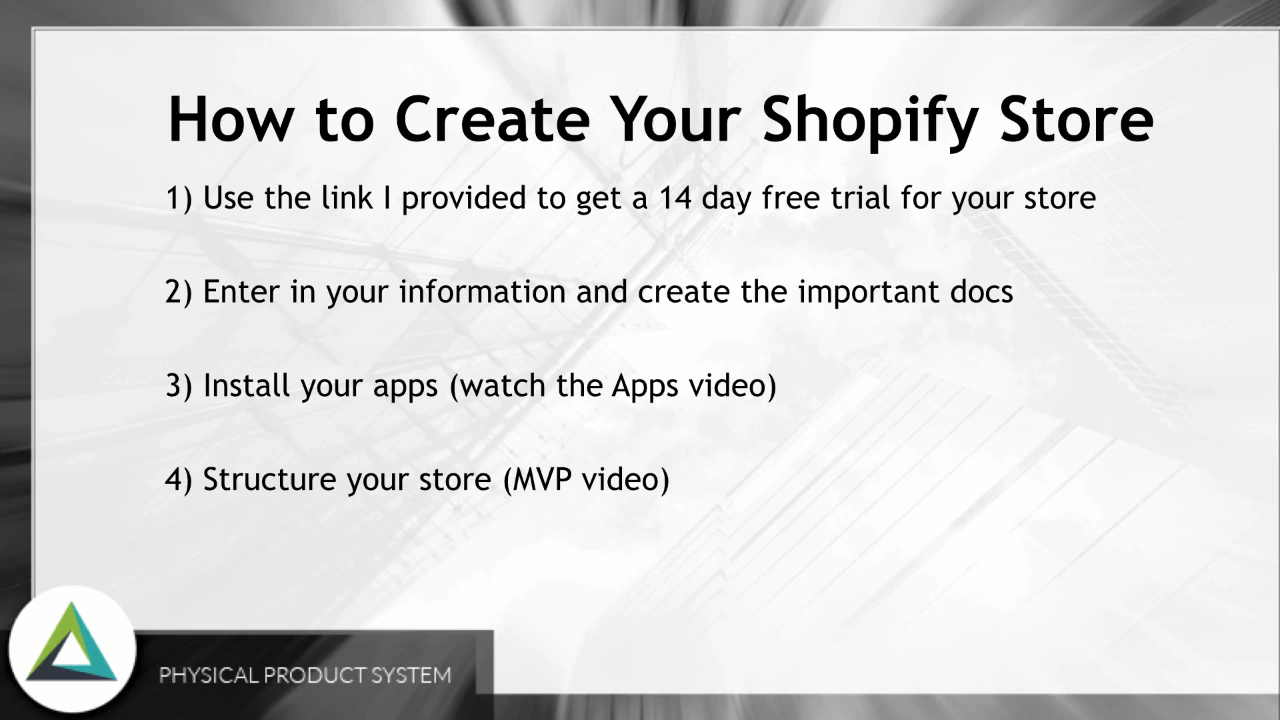 How to Create Your Shopify Store
1) Use the link I provided to get a 14 day free trial for your store
2) Enter in your information and create the important docs
3) Install your apps (watch the Apps video)
4) Structure your store (MVP video)
PHYSICAL PRODUCT SYSTEM